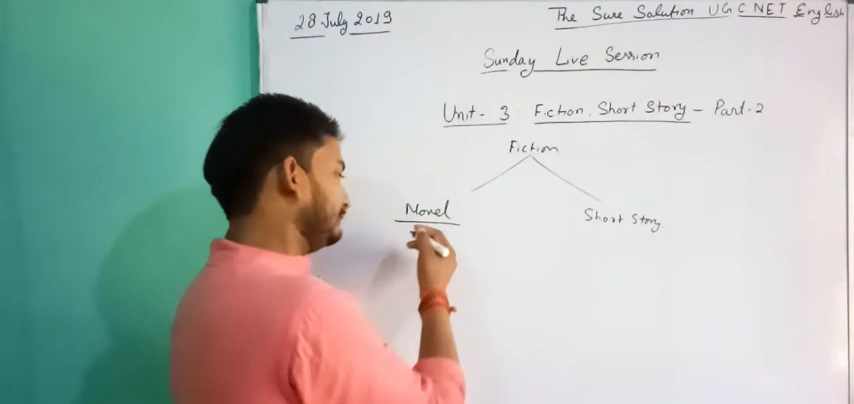 28 July 2019
The Sure Solution UGC NET English
Sunday Live Session
Unit - 3 Fiction, Short Story - Part-2
Fiction
Novel
Short Story